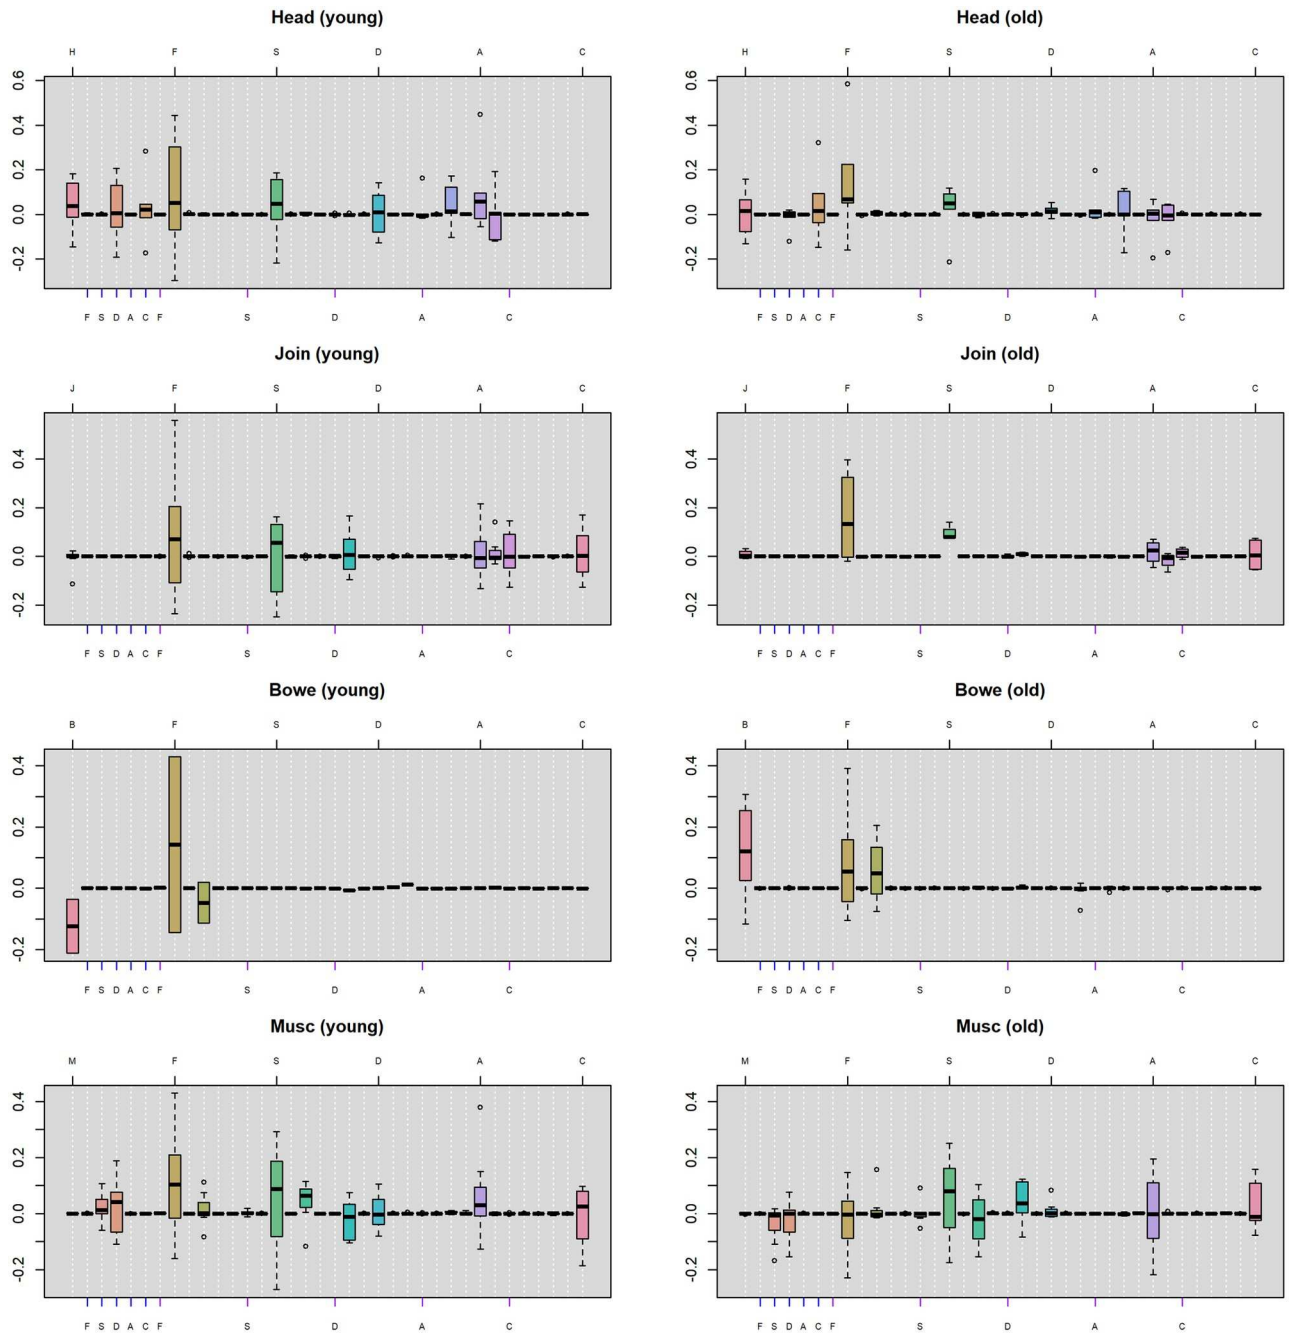 Head (young)
H F S D A C
0.6
0.4
0.2
0.0
-0.2
F S D A C F S D A C
Head (old)
H F S D A C
0.6
0.4
0.2
0.0
-0.2
F S D A C F S D A C
Join (young)
J F S D A C
0.4
0.2
0.0
-0.2
F S D A C F S D A C
Join (old)
J F S D A C
0.4
0.2
0.0
-0.2
F S D A C F S D A C
Bowe (young)
B F S D A C
0.4
0.2
0.0
-0.2
F S D A C F S D A C
Bowe (old)
B F S D A C
0.4
0.2
0.0
-0.2
F S D A C F S D A C
Musc (young)
M F S D A C
0.4
0.2
0.0
-0.2
F S D A C F S D A C
Musc (old)
M F S D A C
0.4
0.2
0.0
-0.2
F S D A C F S D A C